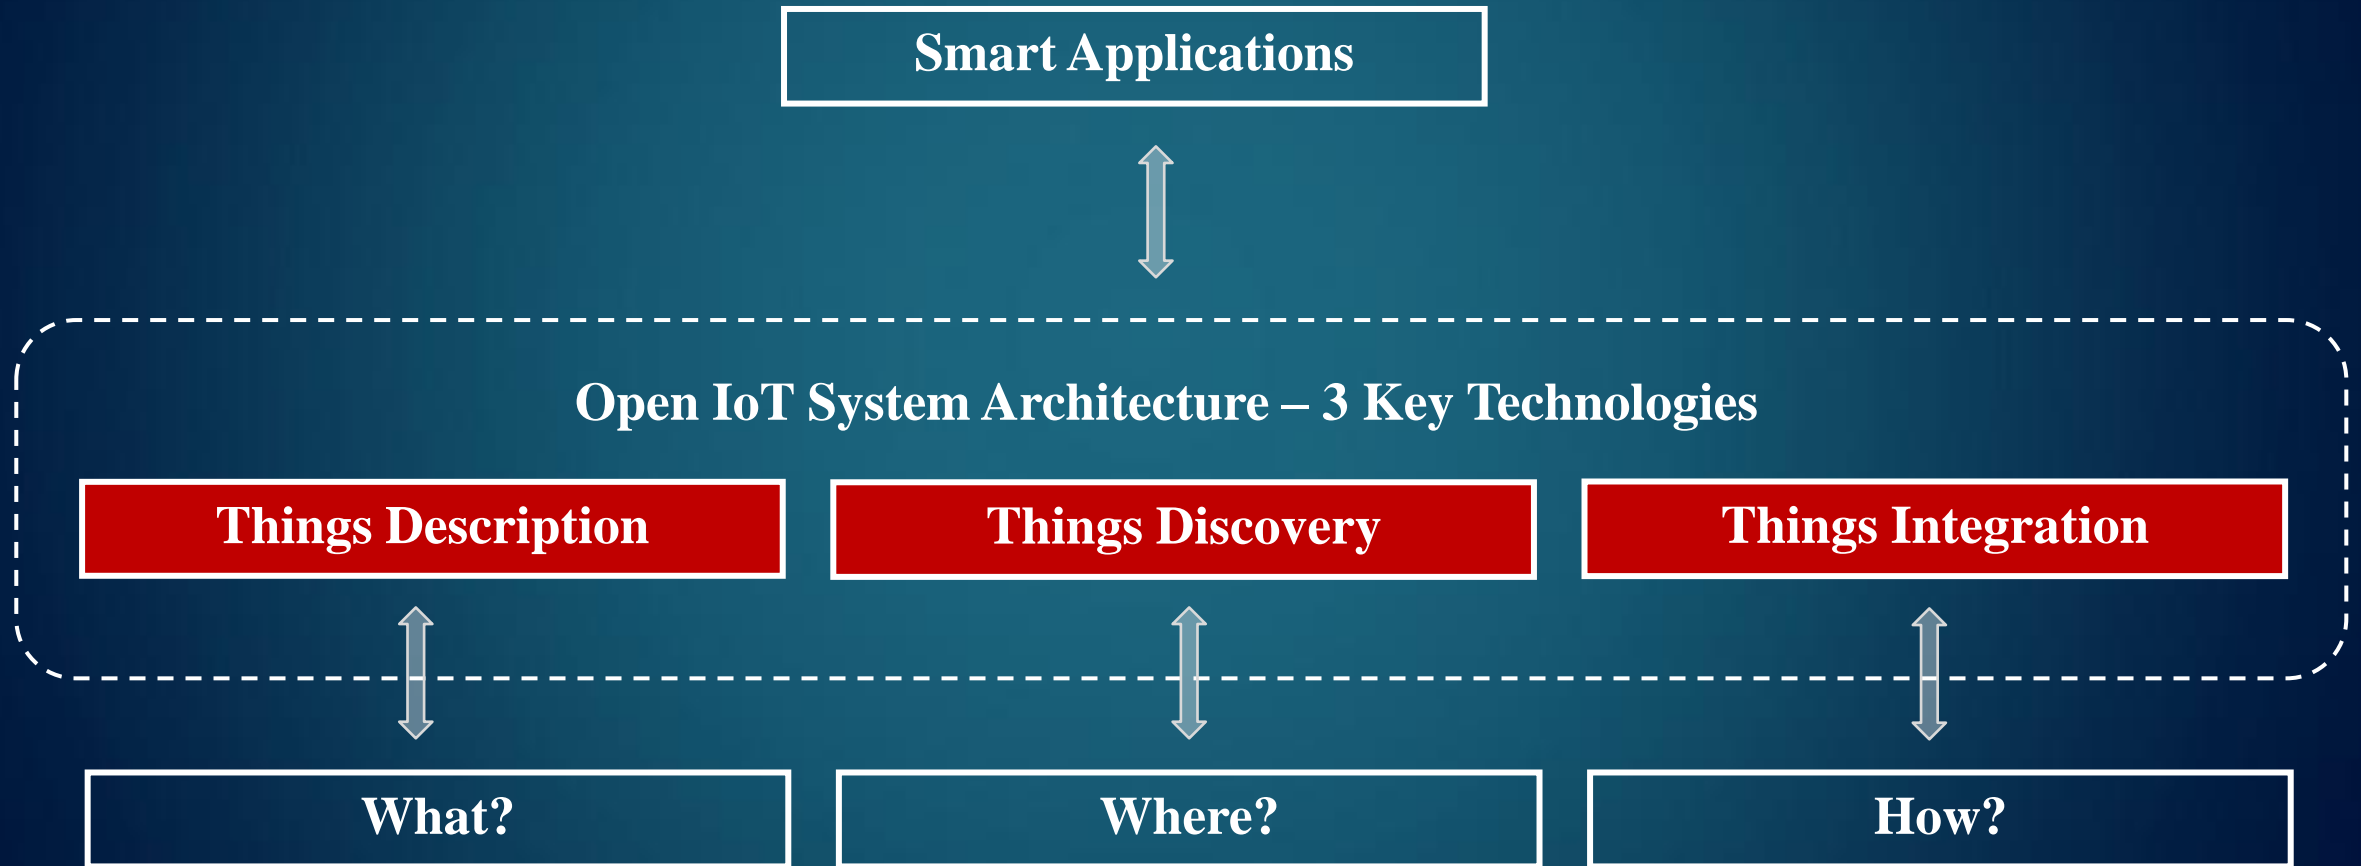 Smart Applications
Open IoT System Architecture – 3 Key Technologies
Things Description
Things Discovery
Things Integration
What?
Where?
How?